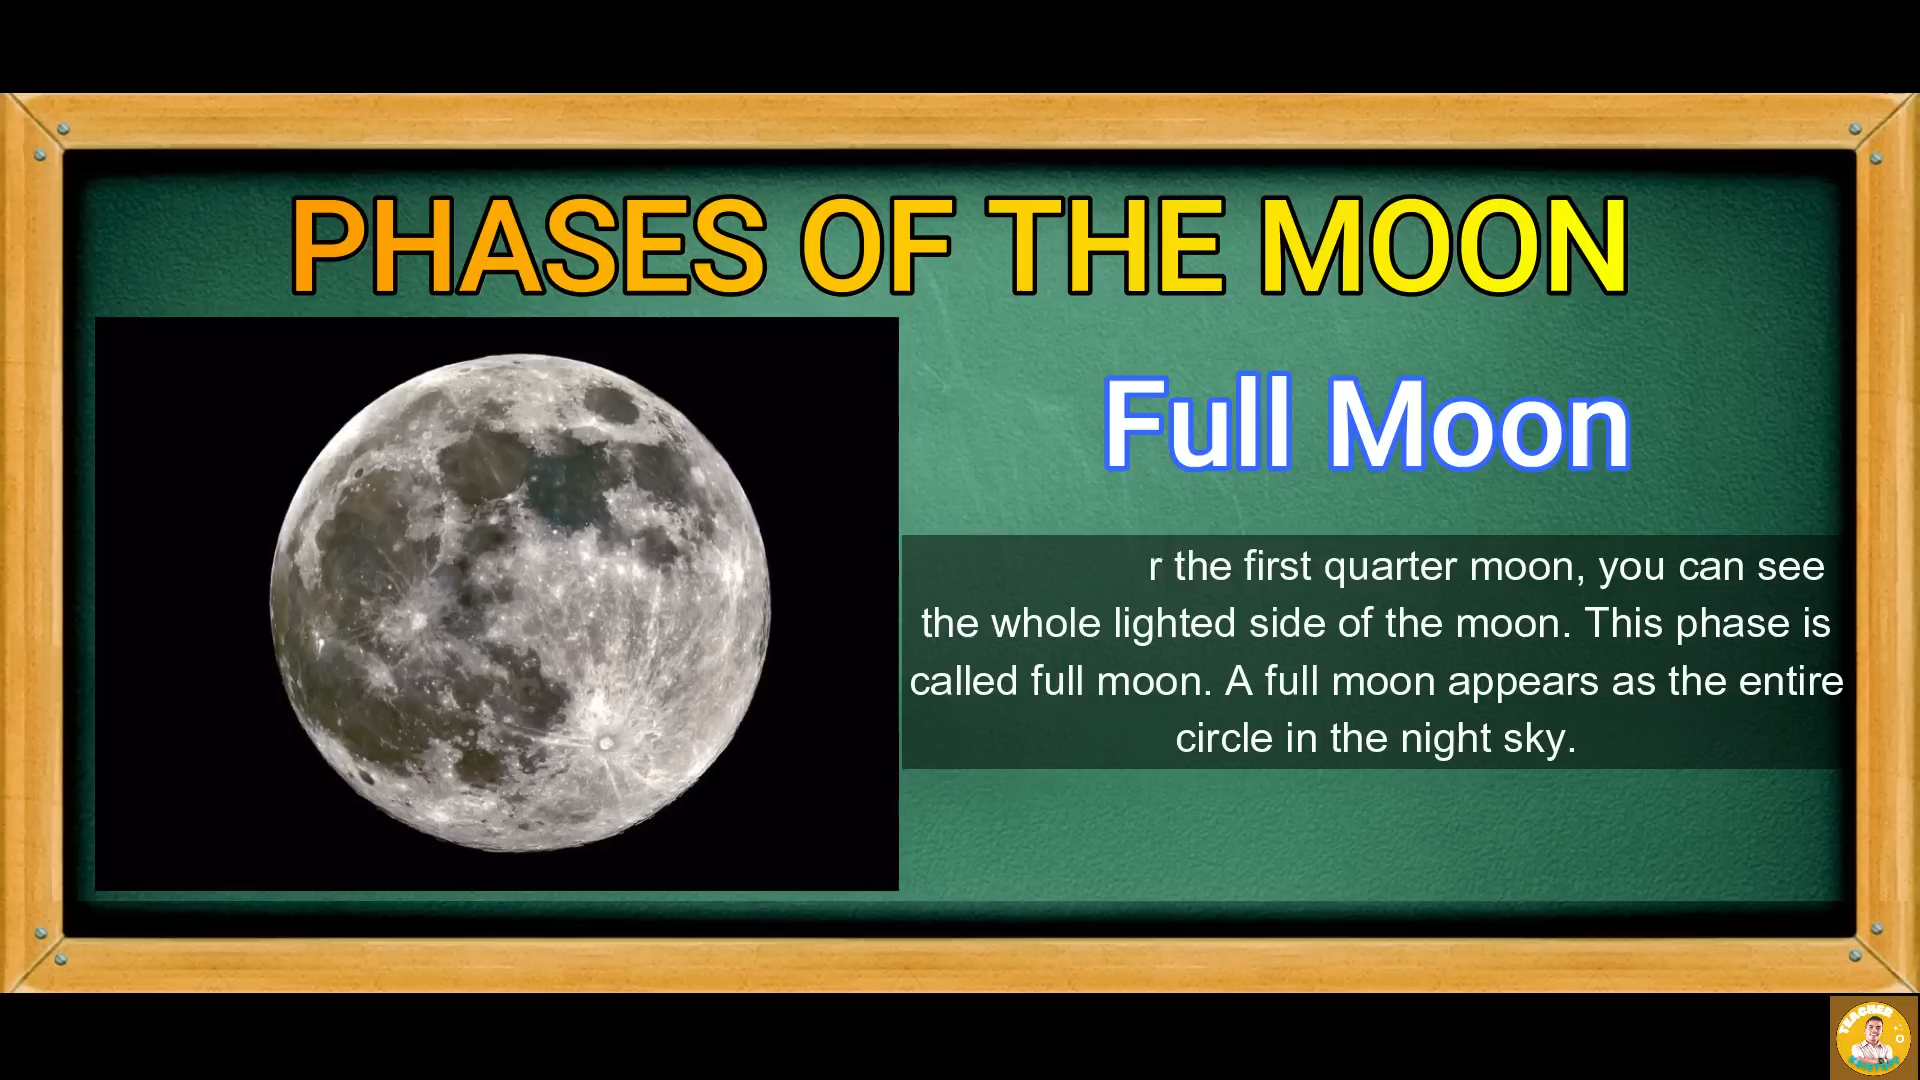 PHASES OF THE MOON
Full Moon
r the first quarter moon, you can see
the whole lighted side of the moon. This phase is
called full moon. A full moon appears as the entire
circle in the night sky.
TEACHER